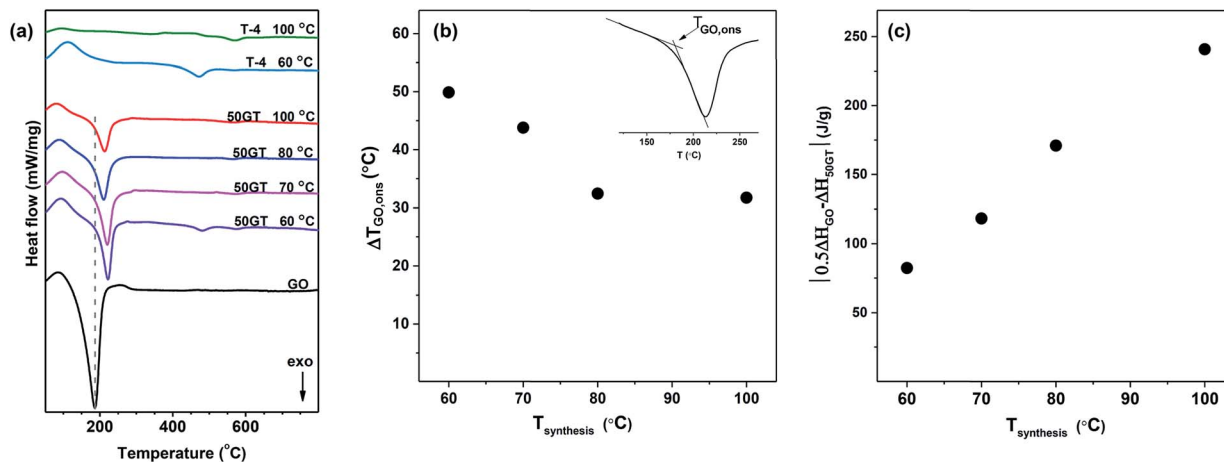 (a)
T-4 100 °C
T-4 60 °C
50GT 100 °C
50GT 80 °C
50GT 70 °C
50GT 60 °C
GO
exo
Heat flow (mW/mg)
200 400 600
Temperature (°C)
(b)
60
50
40
30
20
10
ΔT_GO,ons (°C)
T_GO,ons
150 200 250
T (°C)
60 70 80 90 100
T_synthesis (°C)
(c)
250
200
150
100
50
|0.5ΔH_GO-ΔH_50GT| (J/g)
60 70 80 90 100
T_synthesis (°C)